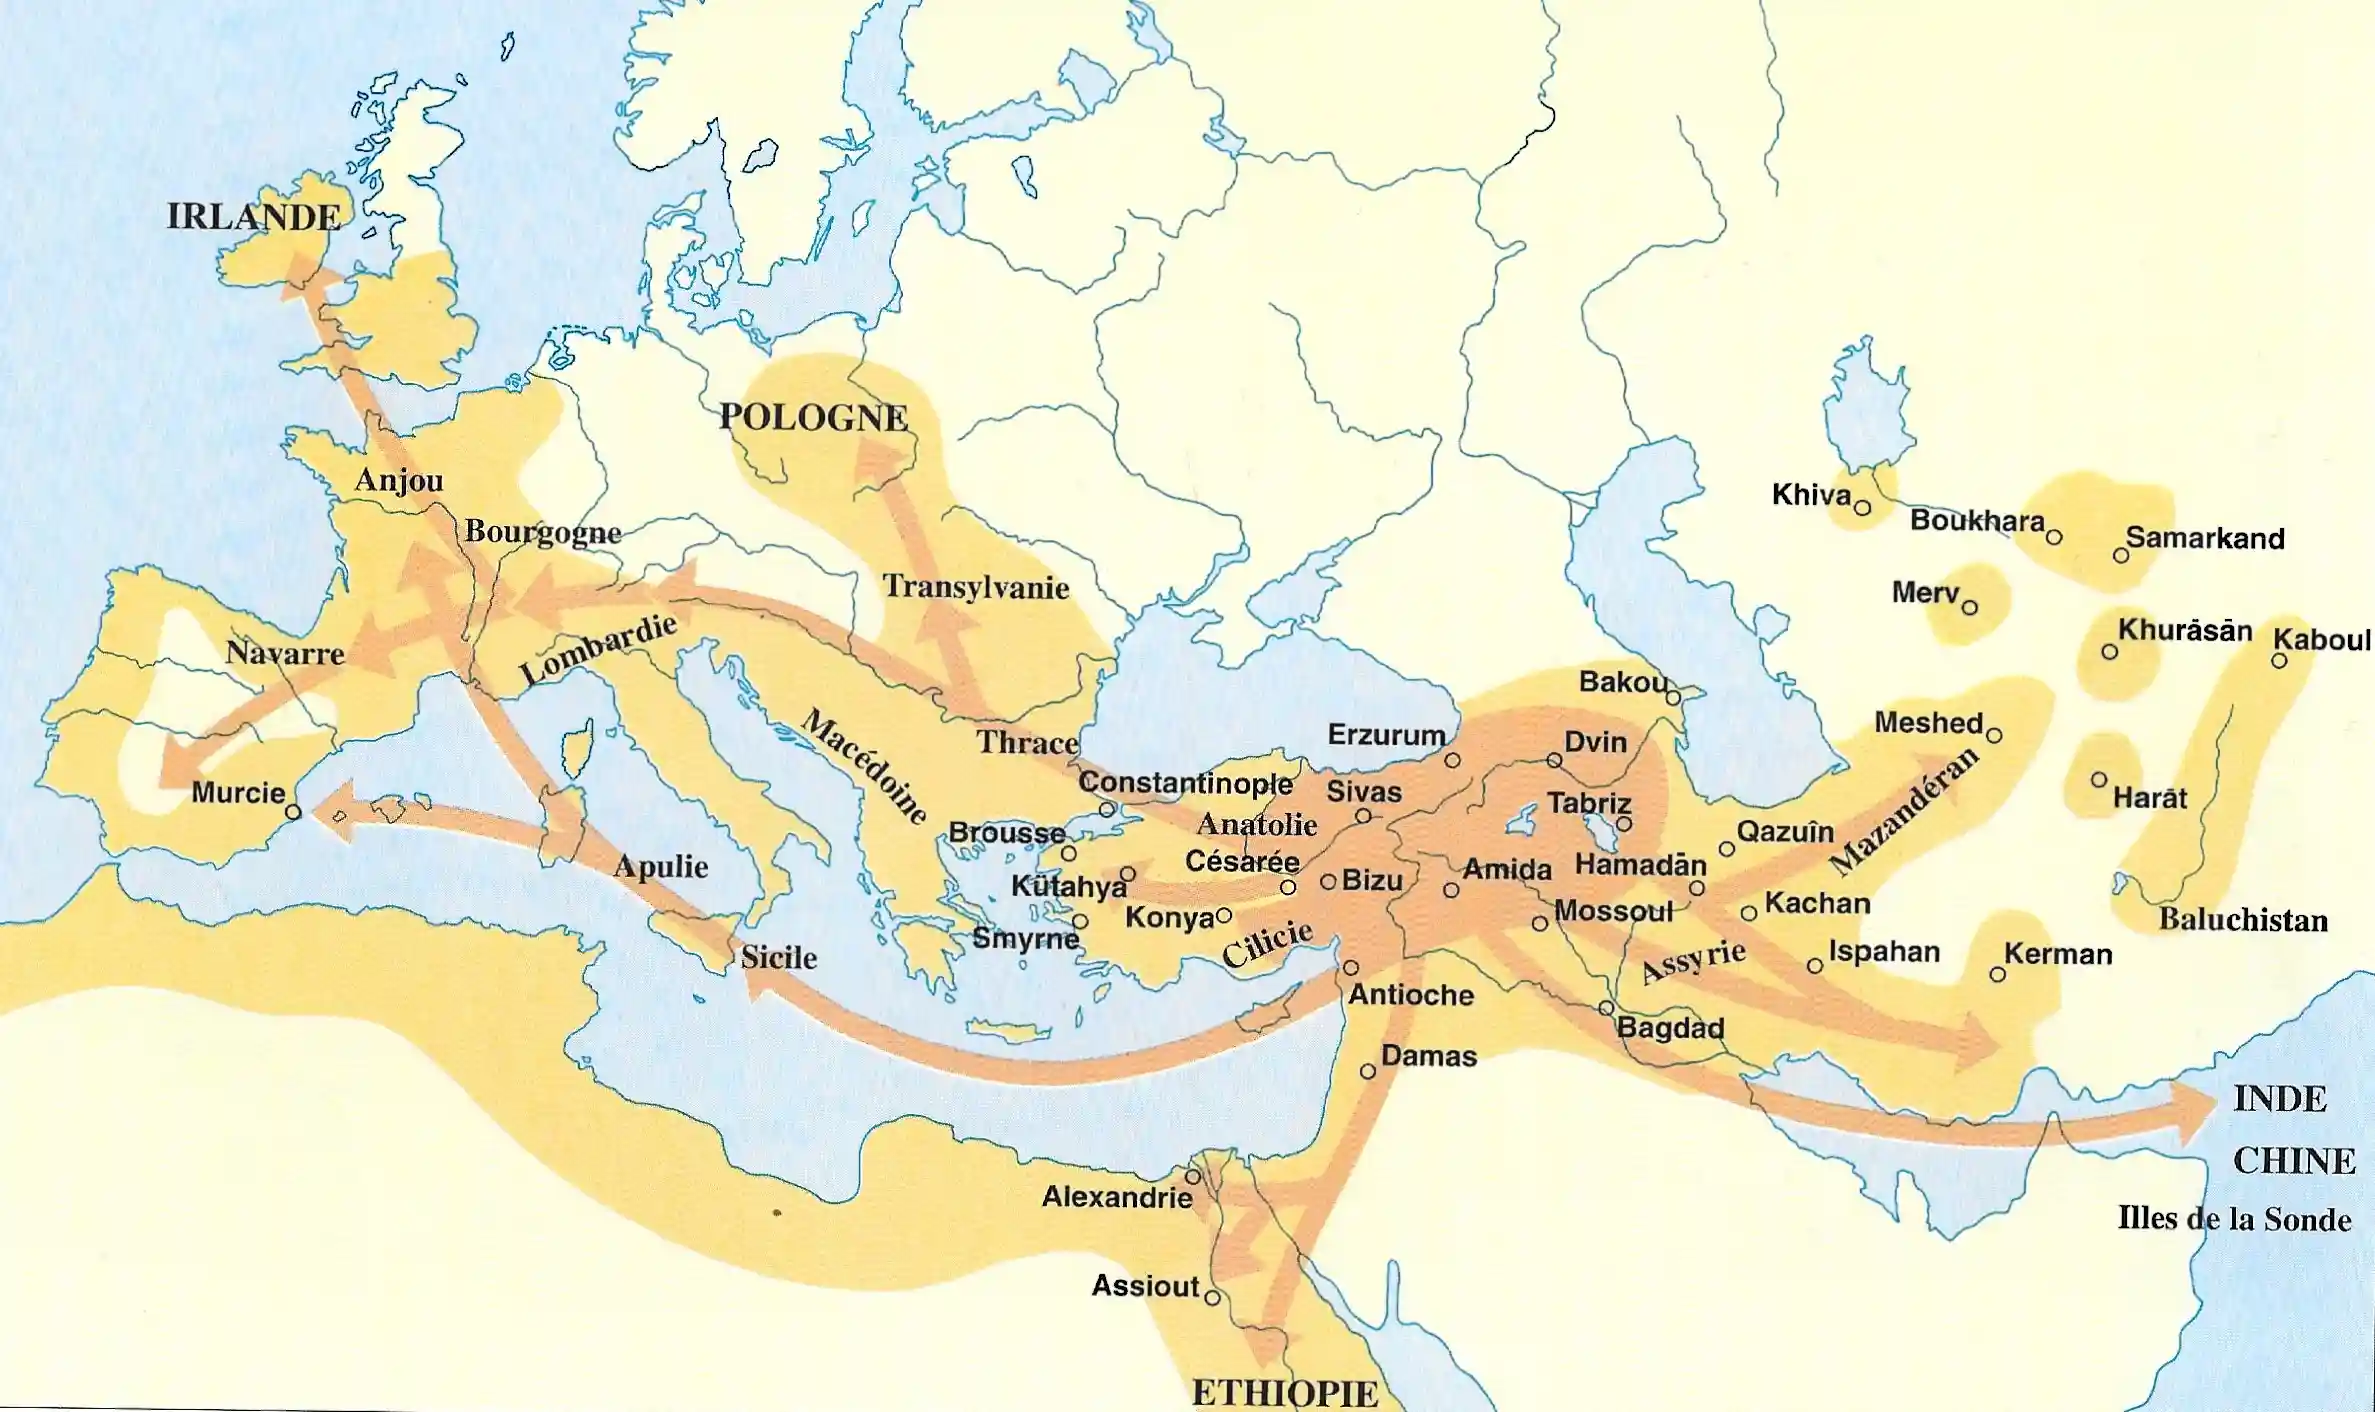 IRLANDE
POLOGNE
Anjou
Khiva
Boukhara
Samarkand
Bourgogne
Transylvanie
Merv
Navarre
Lombardie
Khurāsān
Kaboul
Bakou
Meshed
Erzurum
Dvin
Thrace
Macédoine
Constantinople
Sivas
Tabriz
Murcie
Harāt
Mazandéran
Anatolie
Brousse
Qazuîn
Césarée
Apulie
Amida
Hamadān
Bizu
Kütahya
Kachan
Konya
Mossoul
Baluchistan
Smyrne
Cilicie
Sicile
Assyrie
Ispahan
Kerman
Antioche
Bagdad
Damas
INDE
CHINE
Alexandrie
Illes de la Sonde
Assiout
ETHIOPIE